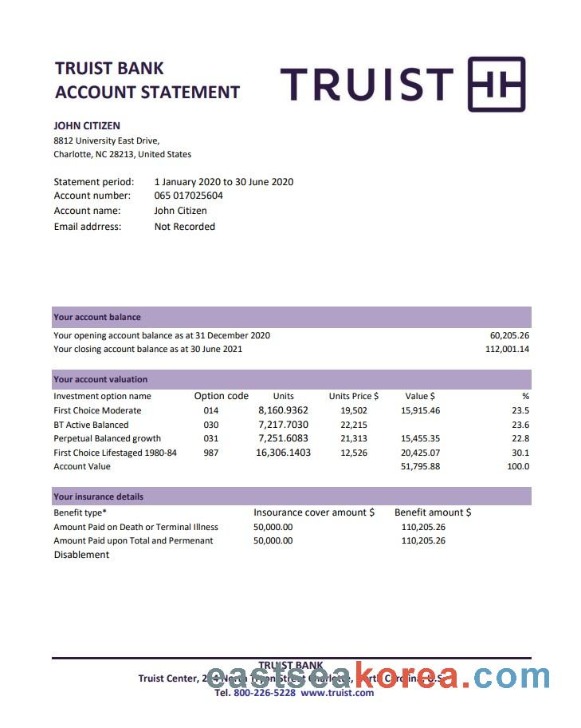 TRUIST BANK
ACCOUNT STATEMENT
TRUIST
JOHN CITIZEN
8812 University East Drive,
Charlotte, NC 28213, United States
Statement period: 1 January 2020 to 30 June 2020
Account number: 065 017025604
Account name: John Citizen
Email addrress: Not Recorded
Your account balance
Your opening account balance as at 31 December 2020 60,205.26
Your closing account balance as at 30 June 2021 112,001.14
Your account valuation
Investment option name Option code Units Units Price $ Value $ %
First Choice Moderate 014 8,160.9362 19,502 15,915.46 23.5
BT Active Balanced 030 7,217.7030 22,215 23.6
Perpetual Balanced growth 031 7,251.6083 21,313 15,455.35 22.8
First Choice Lifestaged 1980-84 987 16,306.1403 12,526 20,425.07 30.1
Account Value 51,795.88 100.0
Your insurance details
Benefit type* Insourance cover amount $ Benefit amount $
Amount Paid on Death or Terminal Illness 50,000.00 110,205.26
Amount Paid upon Total and Permenant 50,000.00 110,205.26
Disablement
TRUIST BANK
Truist Center, Street Charlotte,
eastseakorea.com
Tel. 800-226-5228 www.truist.com